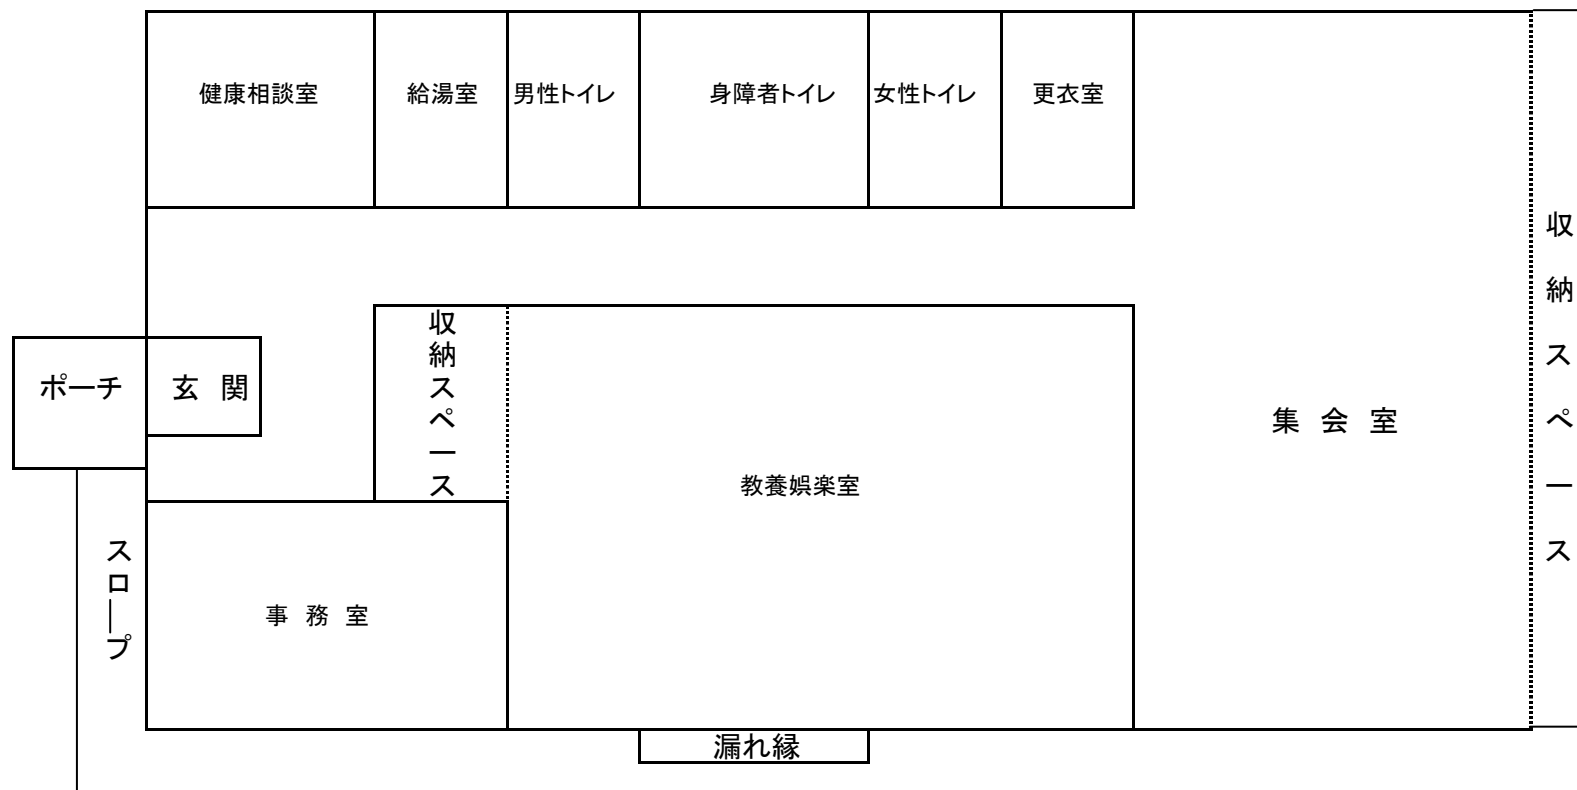 健康相談室
給湯室
男性トイレ
身障者トイレ
女性トイレ
更衣室
収納スペース
収納スペース
ポーチ
玄 関
集 会 室
教養娯楽室
スロープ
事 務 室
漏れ縁